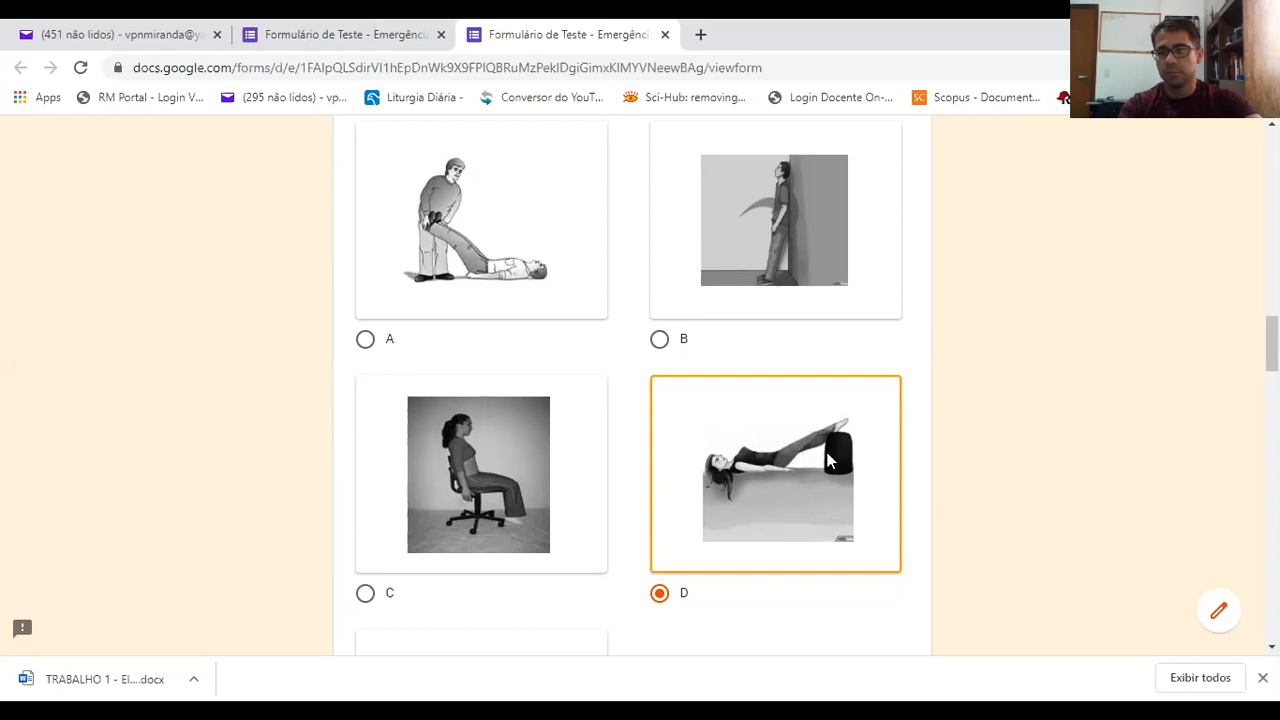 (451 não lidos) - vpnmiranda@y
Formulário de Teste - Emergênc
Formulário de Teste - Emergênci
docs.google.com/forms/d/e/1FAIpQLSdirVI1hEpDnWk9X9FPIQBRuMzPekIDgiGimxKIMYVNeewBAg/viewform
Apps
RM Portal - Login V...
(295 não lidos) - vp...
Liturgia Diária -
Conversor do YouT...
Sci-Hub: removing...
Login Docente On-...
SC
Scopus - Document...
A
B
C
D
TRABALHO 1 - El....docx
Exibir todos